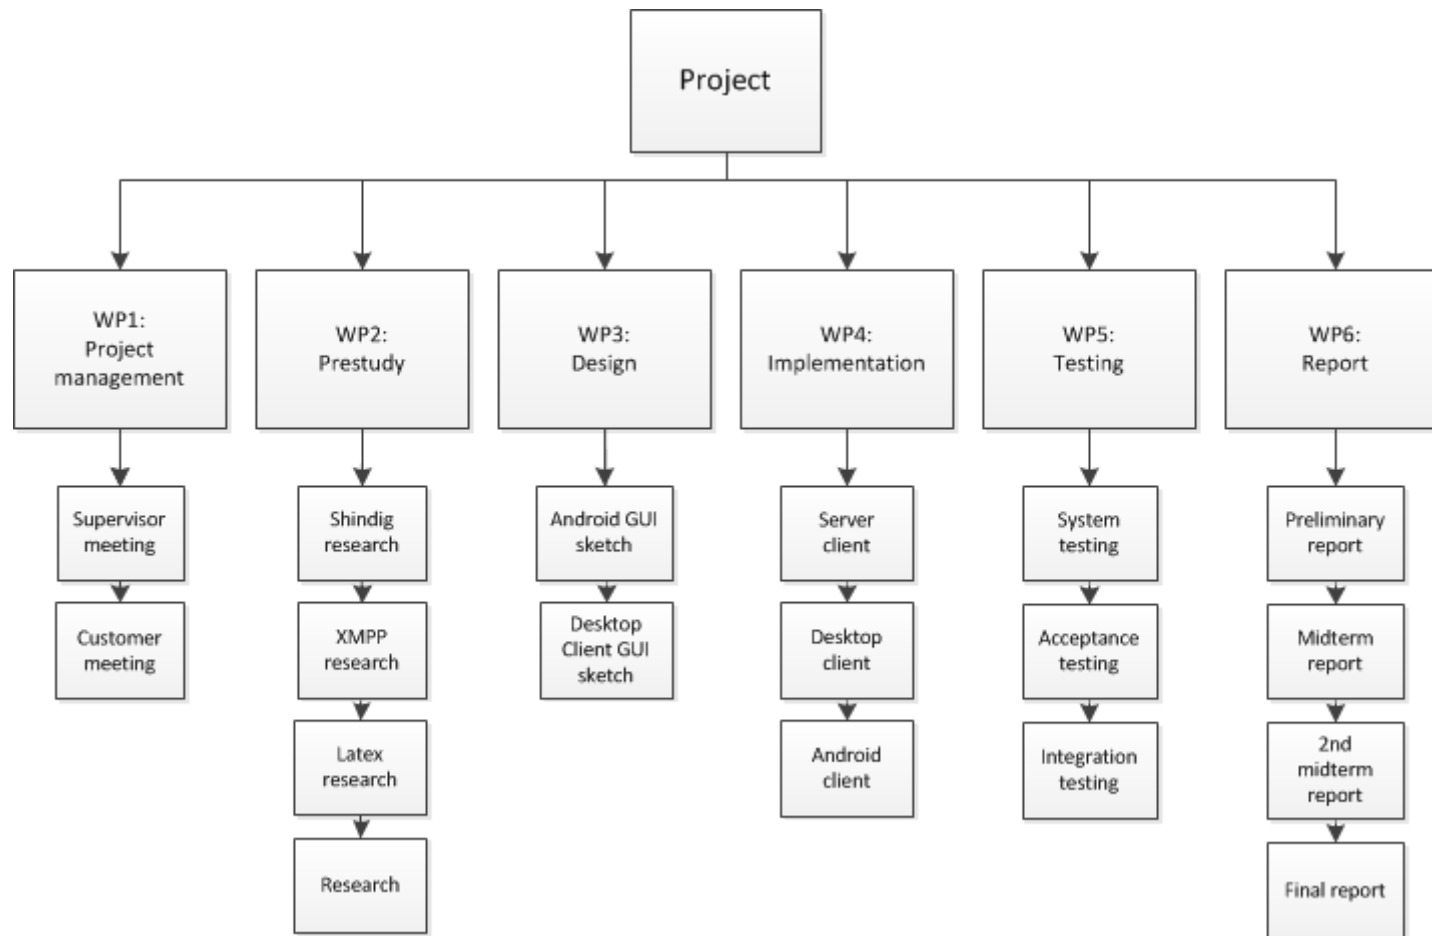 Project
WP1:
Project
management
WP2:
Prestudy
WP3:
Design
WP4:
Implementation
WP5:
Testing
WP6:
Report
Supervisor
meeting
Customer
meeting
Shindig
research
XMPP
research
Latex
research
Research
Android GUI
sketch
Desktop
Client GUI
sketch
Server
client
Desktop
client
Android
client
System
testing
Acceptance
testing
Integration
testing
Preliminary
report
Midterm
report
2nd
midterm
report
Final report